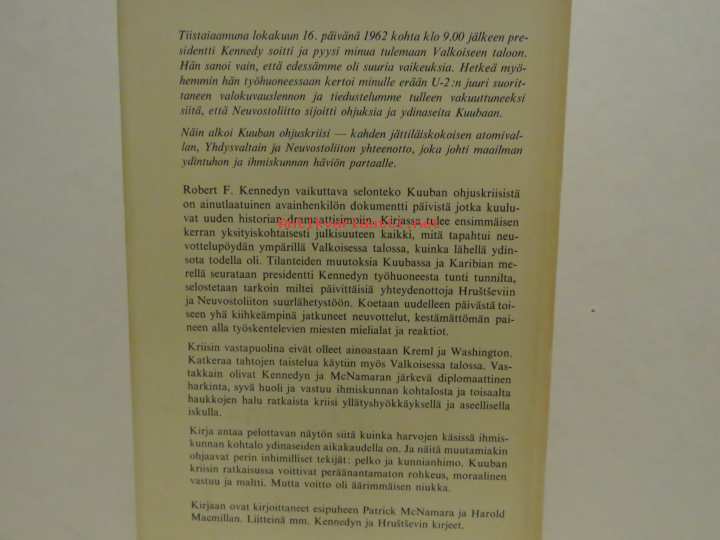 Tiistaiaamuna lokakuun 16. päivänä 1962 kohta klo 9.00 jälkeen pre-
sidentti Kennedy soitti ja pyysi minua tulemaan Valkoiseen taloon.
Hän sanoi vain, että edessämme oli suuria vaikeuksia. Hetkeä myö-
hemmin hän työhuoneessaan kertoi minulle erään U-2:n juuri suorit-
taneen valokuvauslennon ja tiedustelumme tulleen vakuuttuneeksi
siitä, että Neuvostoliitto sijoitti ohjuksia ja ydinaseita Kuubaan.
Näin alkoi Kuuban ohjuskriisi — kahden jättiläiskokoisen atomival-
lan, Yhdysvaltain ja Neuvostoliiton yhteenotto, joka johti maailman
ydintuhon ja ihmiskunnan häviön partaalle.
Robert F. Kennedyn vaikuttava selonteko Kuuban ohjuskriisistä
on ainutlaatuinen avainhenkilön dokumentti päivistä jotka kuulu-
vat uuden historian dramaattisimpiin. Kirjassa tulee ensimmäisen
kerran yksityiskohtaisesti julkisuuteen kaikki, mitä tapahtui neu-
vottelupöydän ympärillä Valkoisessa talossa, kuinka lähellä ydin-
sota todella oli. Tilanteiden muutoksia Kuubassa ja Karibian me-
rellä seurataan presidentti Kennedyn työhuoneesta tunti tunnilta,
selostetaan tarkoin miltei päivittäisiä yhteydenottoja Hruštševiin
ja Neuvostoliiton suurlähetystöön. Koetaan uudelleen päivästä toi-
seen yhä kiihkeämpinä jatkuneet neuvottelut, kestämättömän pai-
neen alla työskentelevien miesten mielialat ja reaktiot.
Kriisin vastapuolina eivät olleet ainoastaan Kreml ja Washington.
Katkeraa tahtojen taistelua käytiin myös Valkoisessa talossa. Vas-
takkain olivat Kennedyn ja McNamaran järkevä diplomaattinen
harkinta, syvä huoli ja vastuu ihmiskunnan kohtalosta ja toisaalta
haukkojen halu ratkaista kriisi yllätyshyökkäyksellä ja aseellisella
iskulla.
Kirja antaa pelottavan näytön siitä kuinka harvojen käsissä ihmis-
kunnan kohtalo ydinaseiden aikakaudella on. Ja näitä muutamiakin
ohjaavat perin inhimilliset tekijät: pelko ja kunnianhimo. Kuuban
kriisin ratkaisussa voittivat peräänantamaton rohkeus, moraalinen
vastuu ja maltti. Mutta voitto oli äärimmäisen niukka.
Kirjaan ovat kirjoittaneet esipuheen Patrick McNamara ja Harold
Macmillan. Liitteinä mm. Kennedyn ja Hruštševin kirjeet.